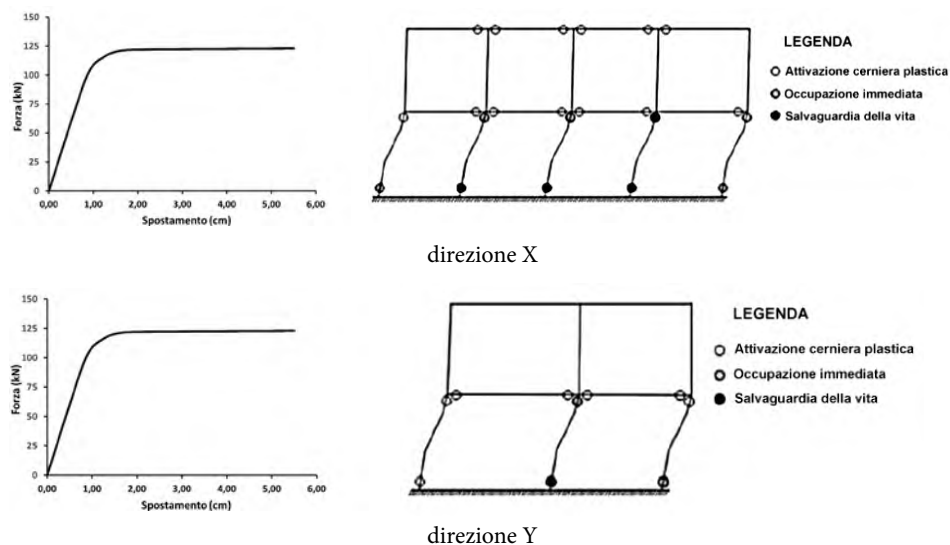 Forza (kN)
150
125
100
75
50
25
0
0,00 1,00 2,00 3,00 4,00 5,00 6,00
Spostamento (cm)
LEGENDA
Attivazione cerniera plastica
Occupazione immediata
Salvaguardia della vita
direzione X
Forza (kN)
150
125
100
75
50
25
0
0,00 1,00 2,00 3,00 4,00 5,00 6,00
Spostamento (cm)
LEGENDA
Attivazione cerniera plastica
Occupazione immediata
Salvaguardia della vita
direzione Y